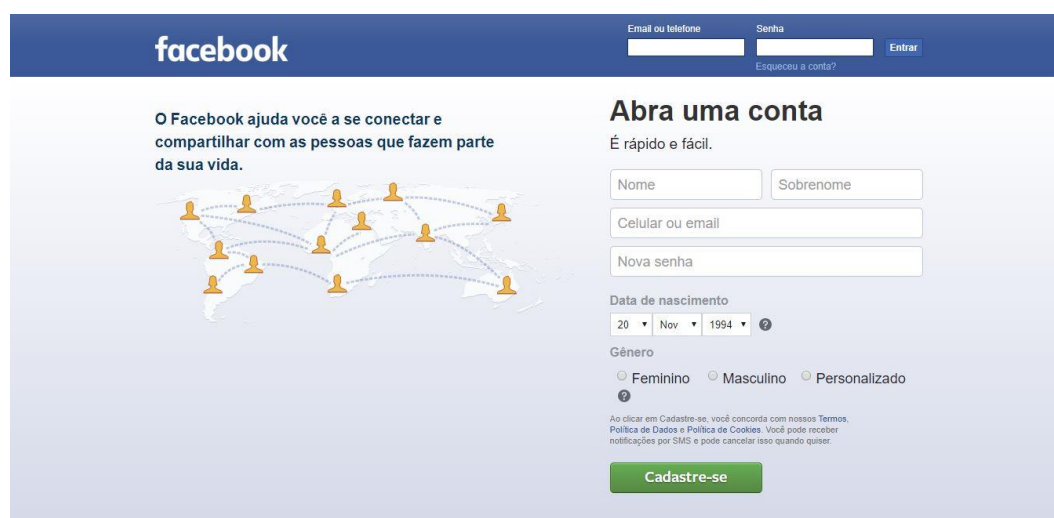 facebook
Email ou telefone
Senha
Entrar
Esqueceu a conta?
O Facebook ajuda você a se conectar e
compartilhar com as pessoas que fazem parte
da sua vida.
Abra uma conta
É rápido e fácil.
Nome
Sobrenome
Celular ou email
Nova senha
Data de nascimento
20 Nov 1994
Gênero
Feminino Masculino Personalizado
Ao clicar em Cadastre-se, você concorda com nossos Termos,
Política de Dados e Política de Cookies. Você pode receber
notificações por SMS e pode cancelar isso quando quiser.
Cadastre-se